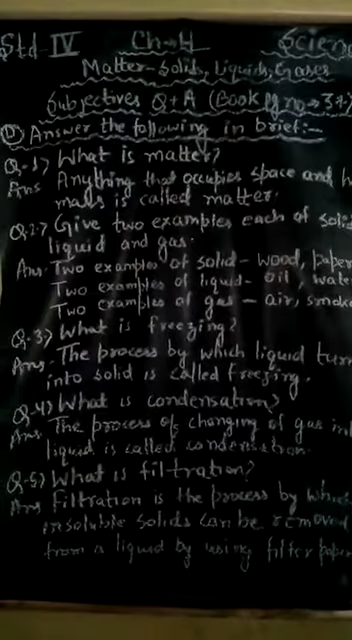 Std IV Ch-4 Science
Matter-Solids, Liquids, Gases
Subjectives Q+A (Book Pg no → 37)
D) Answer the following in brief:-
Q.1) What is matter?
Ans Anything that occupies space and h
mass is called matter.
Q.2.) Give two examples each of solid
liquid and gas.
Ans. Two examples of solid - wood, paper
Two examples of liquid - oil, wate
Two examples of gas - air, smoke
Q.3) What is freezing?
Ans. The process by which liquid turn
into solid is called freezing.
Q.4) What is condensation?
Ans. The process of changing of gas in
liquid is called condensation.
Q.5) What is filtration?
Ans Filtration is the process by which
insoluble solids can be removed
from a liquid by using filter paper